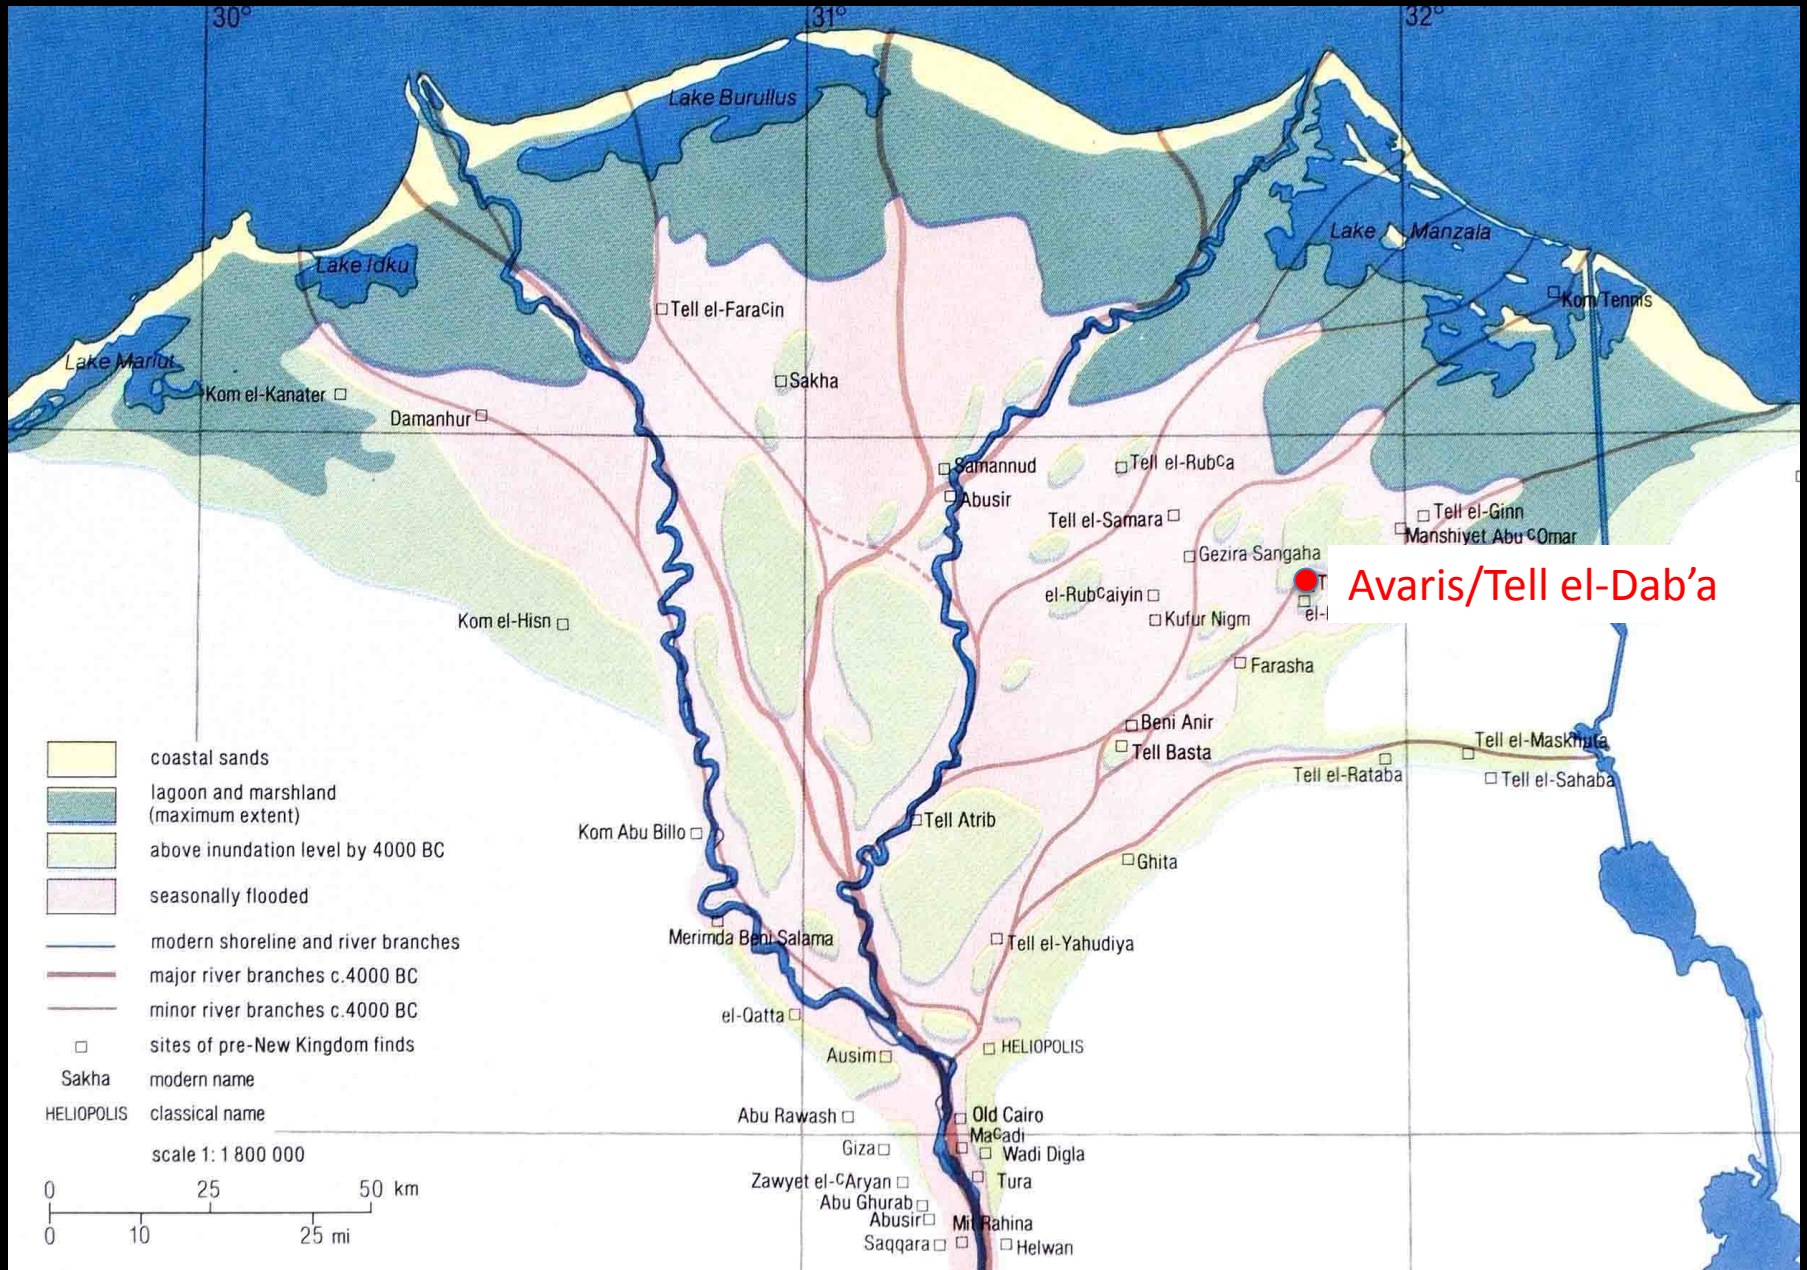 30°
31°
32°
Lake Burullus
Lake Manzala
Lake Idku
Kom Tennis
Tell el-Faraᶜin
Lake Mariut
Sakha
Kom el-Kanater
Damanhur
Samannud
Tell el-Rubᶜa
Abusir
Tell el-Samara
Tell el-Ginn
Manshiyet Abu ᶜOmar
Gezira Sangaha
Avaris/Tell el-Dab’a
el-Rubᶜaiyin
Kufur Nigm
Kom el-Hisn
Farasha
Beni Anir
Tell Basta
Tell el-Maskhuta
Tell el-Rataba
Tell el-Sahaba
Tell Atrib
Kom Abu Billo
Ghita
Merimda Beni Salama
Tell el-Yahudiya
el-Qatta
Ausim
HELIOPOLIS
Abu Rawash
Old Cairo
Maᶜadi
Giza
Wadi Digla
Zawyet el-ᶜAryan
Tura
Abu Ghurab
Abusir
Mit Rahina
Saqqara
Helwan
coastal sands
lagoon and marshland
(maximum extent)
above inundation level by 4000 BC
seasonally flooded
modern shoreline and river branches
major river branches c.4000 BC
minor river branches c.4000 BC
sites of pre-New Kingdom finds
Sakha modern name
HELIOPOLIS classical name
scale 1: 1 800 000
0 25 50 km
0 10 25 mi